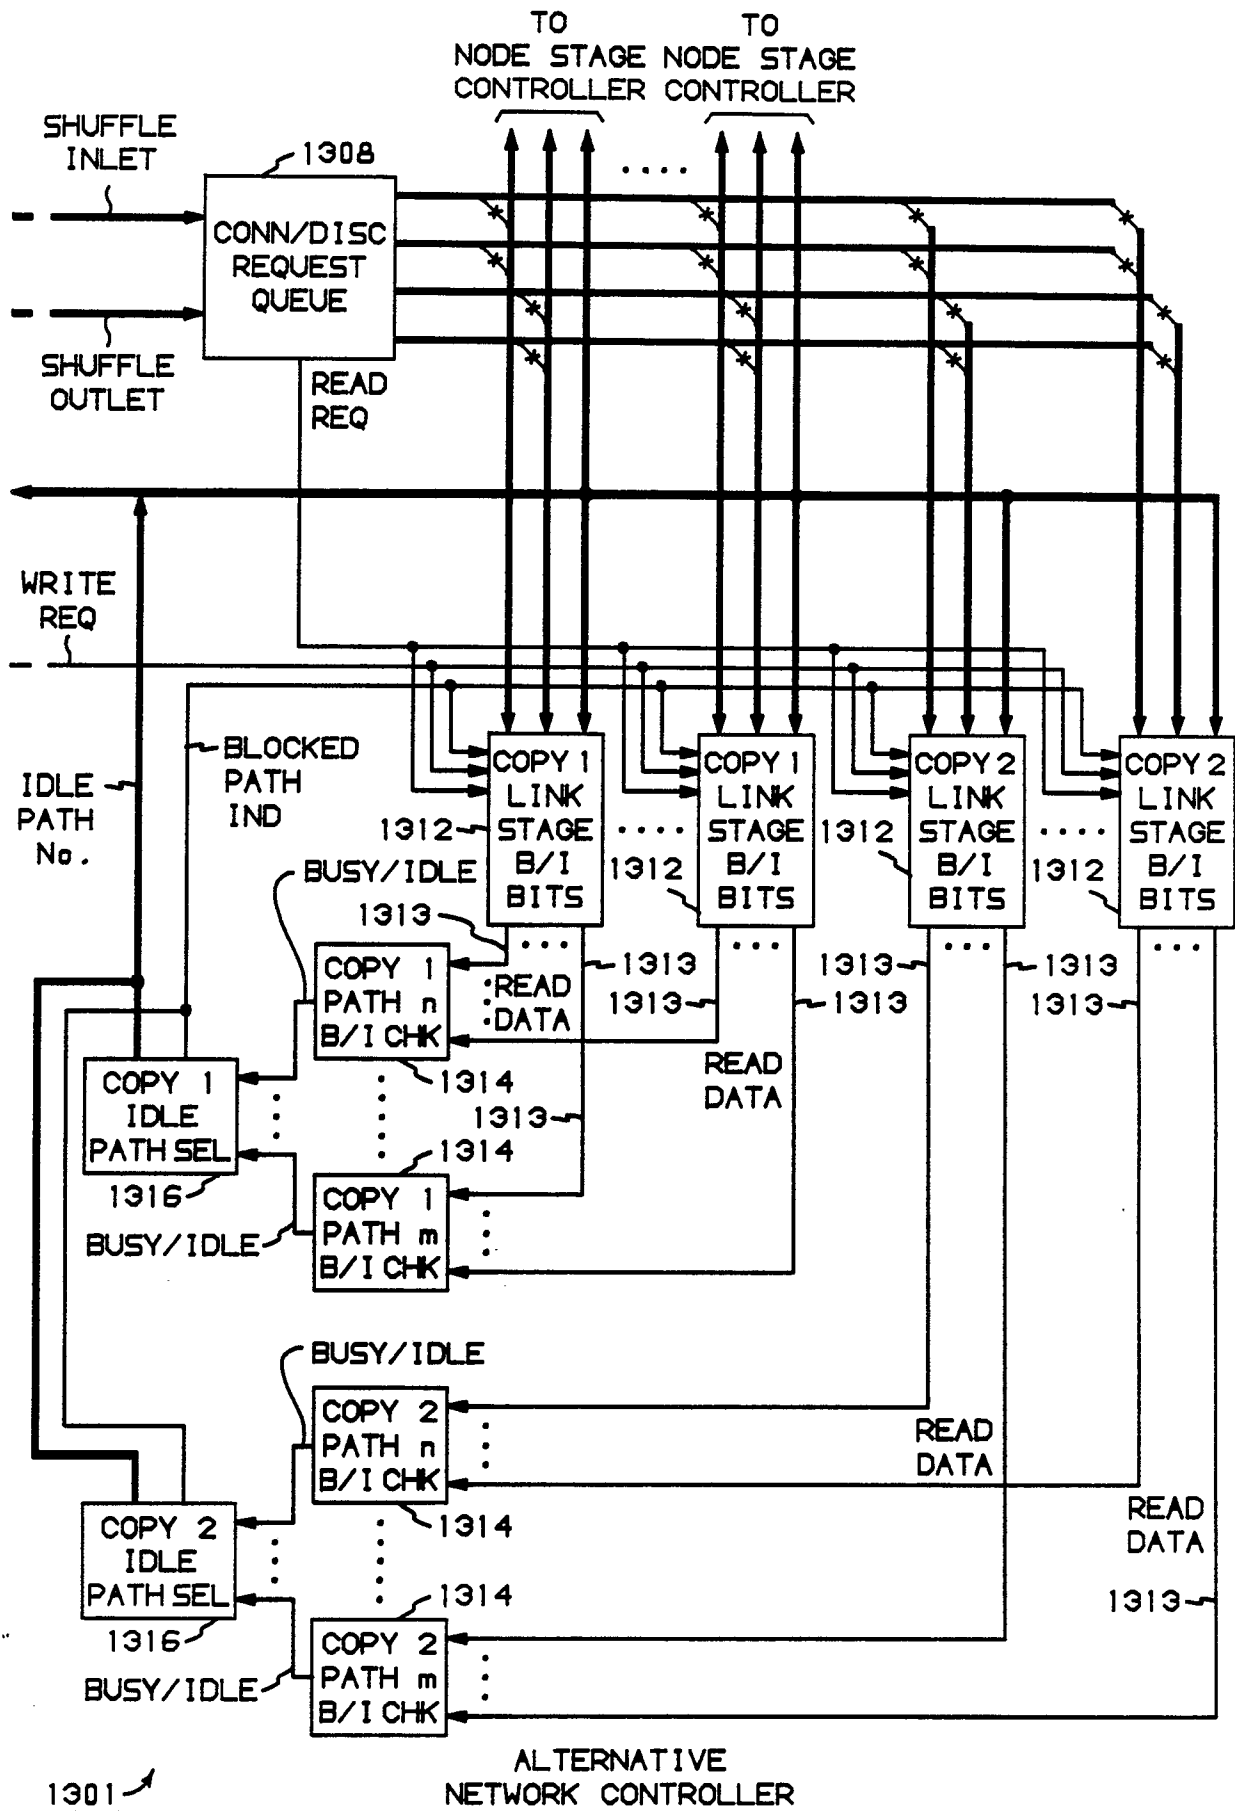 TO
NODE STAGE
CONTROLLER
TO
NODE STAGE
CONTROLLER
SHUFFLE
INLET
1308
CONN/DISC
REQUEST
QUEUE
SHUFFLE
OUTLET
READ
REQ
WRITE
REQ
BLOCKED
PATH
IND
IDLE
PATH
No.
COPY 1
LINK
STAGE
B/I
BITS
1312
COPY 1
LINK
STAGE
B/I
BITS
1312
COPY 2
LINK
STAGE
B/I
BITS
1312
COPY 2
LINK
STAGE
B/I
BITS
1312
BUSY/IDLE
1313
1313
1313
1313
1313
1313
1313
READ
DATA
COPY 1
PATH n
B/I CHK
1314
READ
DATA
COPY 1
IDLE
PATH SEL
1316
1313
1314
COPY 1
PATH m
B/I CHK
BUSY/IDLE
BUSY/IDLE
COPY 2
PATH n
B/I CHK
1314
READ
DATA
READ
DATA
COPY 2
IDLE
PATH SEL
1316
1314
1313
COPY 2
PATH m
B/I CHK
BUSY/IDLE
1301
ALTERNATIVE
NETWORK CONTROLLER